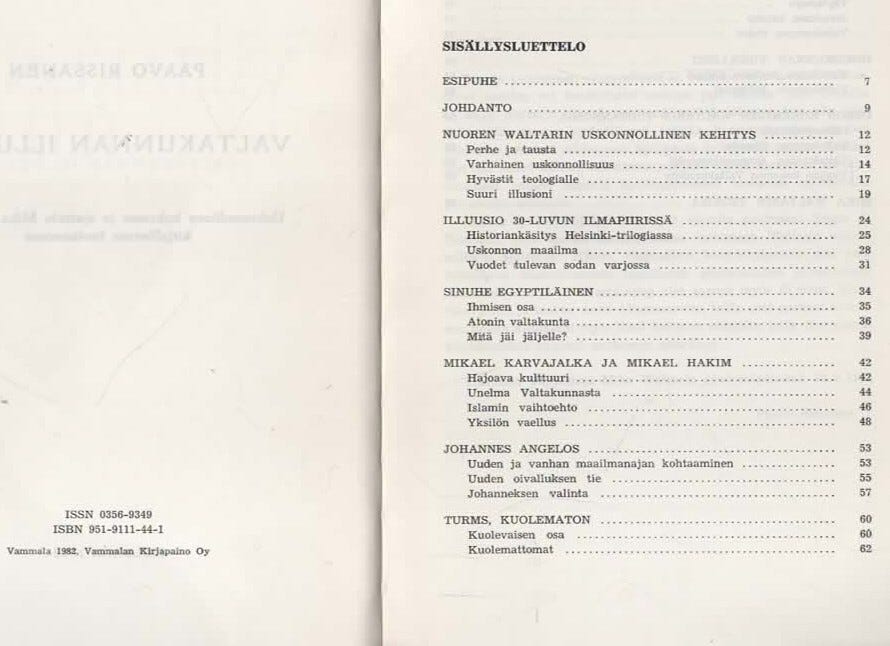 PAAVO RISSANEN
VALTAKUNNAN ILLU
ISSN 0356-9349
ISBN 951-9111-44-1
Vammala 1982, Vammalan Kirjapaino Oy
SISÄLLYSLUETTELO
ESIPUHE 7
JOHDANTO 9
NUOREN WALTARIN USKONNOLLINEN KEHITYS 12
Perhe ja tausta 12
Varhainen uskonnollisuus 14
Hyvästit teologialle 17
Suuri illusioni 19
ILLUUSIO 30-LUVUN ILMAPIIRISSÄ 24
Historiankäsitys Helsinki-trilogiassa 25
Uskonnon maailma 28
Vuodet tulevan sodan varjossa 31
SINUHE EGYPTILÄINEN 34
Ihmisen osa 35
Atonin valtakunta 36
Mitä jäi jäljelle? 39
MIKAEL KARVAJALKA JA MIKAEL HAKIM 42
Hajoava kulttuuri 42
Unelma Valtakunnasta 44
Islamin vaihtoehto 46
Yksilön vaellus 48
JOHANNES ANGELOS 53
Uuden ja vanhan maailmanajan kohtaaminen 53
Uuden oivalluksen tie 55
Johanneksen valinta 57
TURMS, KUOLEMATON 60
Kuolevaisen osa 60
Kuolemattomat 62